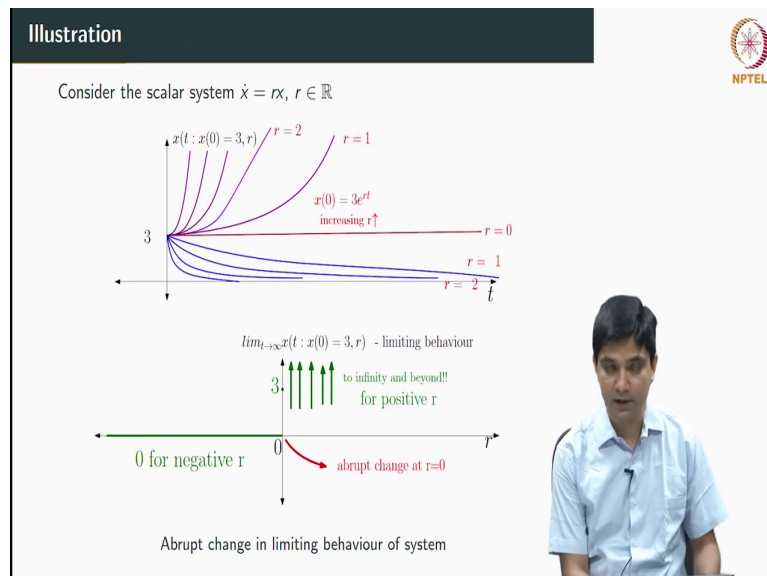 Illustration
NPTEL
Consider the scalar system ẋ = rx, r ∈ ℝ
x(t : x(0) = 3, r)
r = 2
r = 1
x(0) = 3e^{rt}
increasing r↑
3
r = 0
r = 1
r = 2
t
lim_{t→∞}x(t : x(0) = 3, r) - limiting behaviour
3
to infinity and beyond!!
for positive r
0
r
0 for negative r
abrupt change at r=0
Abrupt change in limiting behaviour of system